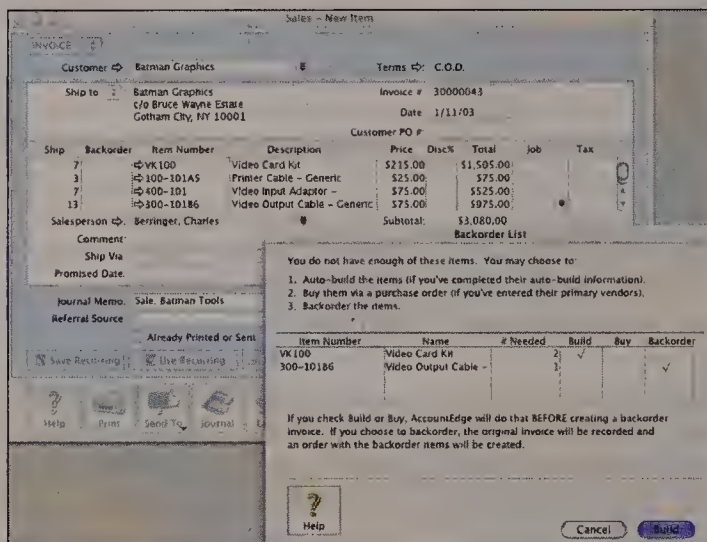 Sales – New Item
INVOICE
Customer Batman Graphics Terms C.O.D.
Ship to Batman Graphics Invoice # 30000043
c/o Bruce Wayne Estate Date 1/11/03
Gotham City, NY 10001
Customer PO #
Ship Backorder Item Number Description Price Disc% Total Job Tax
7 VK100 Video Card Kit $215.00 $1,505.00
3 100-101A5 Printer Cable – Generic $25.00 $75.00
7 400-101 Video Input Adaptor – $75.00 $525.00
13 300-101B6 Video Output Cable – Generic $75.00 $975.00
Salesperson Berringer, Charles Subtotal: $3,080.00
Comment:
Ship Via
Promised Date:
Journal Memo: Sale, Batman Tools
Referral Source
Already Printed or Sent
Save Recurring Use Recurring
Help Print Send To Journal
Backorder List
You do not have enough of these items. You may choose to:
1. Auto-build the items (if you've completed their auto-build information).
2. Buy them via a purchase order (if you've entered their primary vendors).
3. Backorder the items.
Item Number Name # Needed Build Buy Backorder
VK100 Video Card Kit 2 ✓
300-101B6 Video Output Cable – 1 ✓
If you check Build or Buy, AccountEdge will do that BEFORE creating a backorder
invoice. If you choose to backorder, the original invoice will be recorded and
an order with the backorder items will be created.
Help
Cancel Build